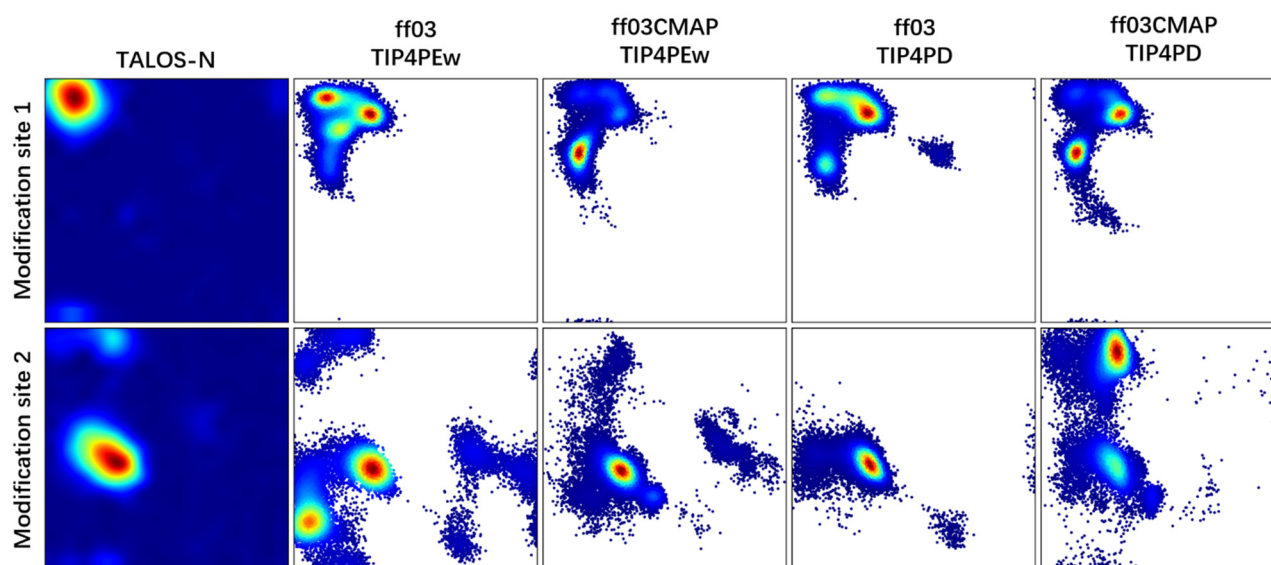 TALOS-N
ff03
TIP4PEw
ff03CMAP
TIP4PEw
ff03
TIP4PD
ff03CMAP
TIP4PD
Modification site 1
Modification site 2